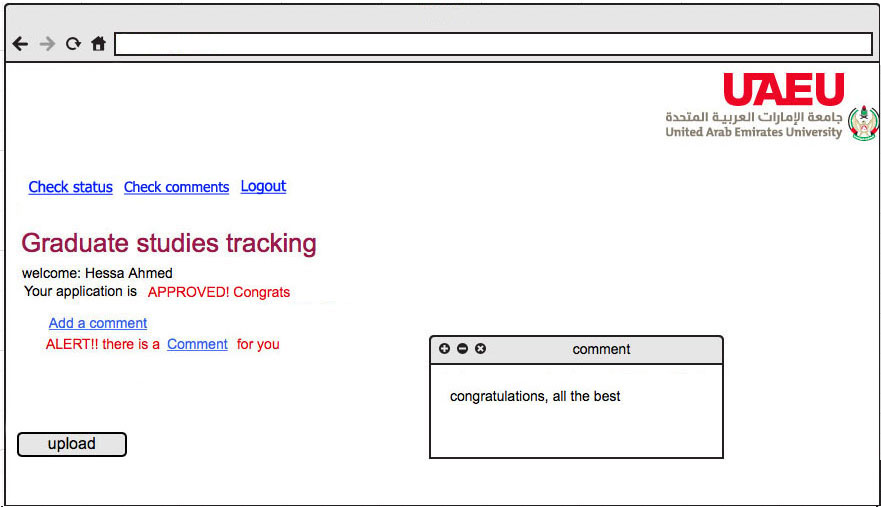 UAEU
جامعة الإمارات العربية المتحدة
United Arab Emirates University
Check status Check comments Logout
Graduate studies tracking
welcome: Hessa Ahmed
Your application is APPROVED! Congrats
Add a comment
ALERT!! there is a Comment for you
comment
congratulations, all the best
upload